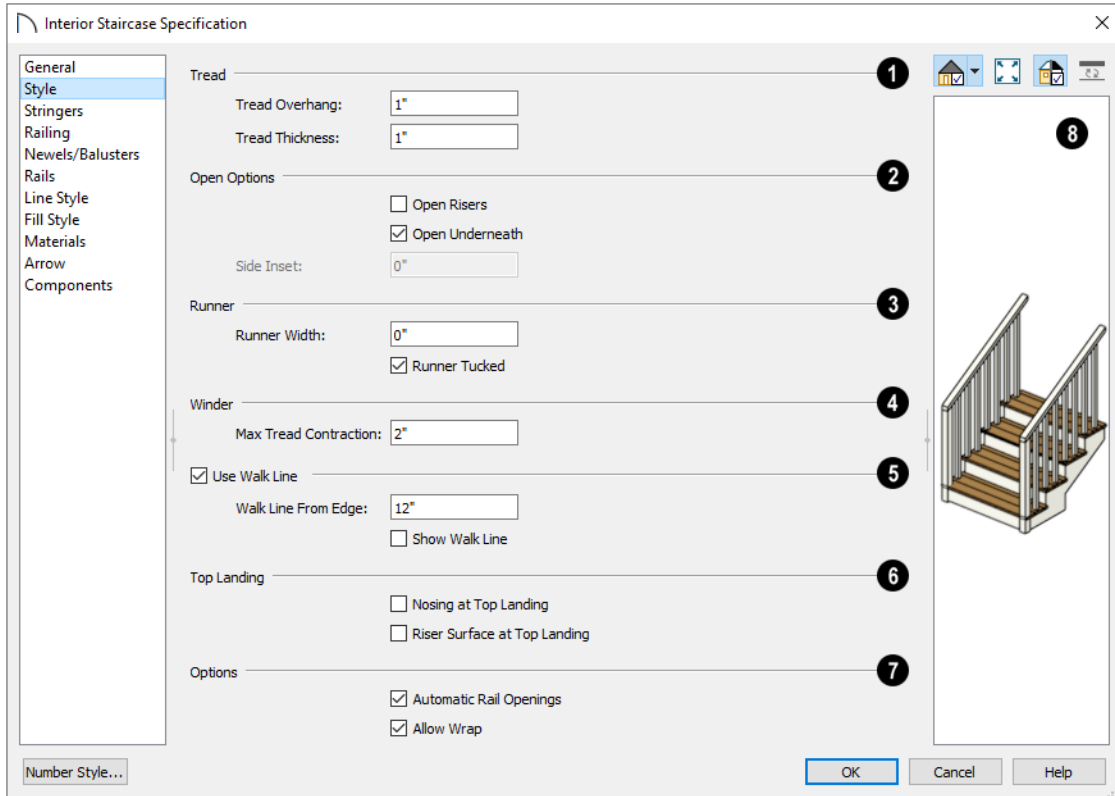 Interior Staircase Specification
General
Style
Stringers
Railing
Newels/Balusters
Rails
Line Style
Fill Style
Materials
Arrow
Components
Tread
1
Tread Overhang: 1"
Tread Thickness: 1"
Open Options
2
Open Risers
Open Underneath
Side Inset: 0"
Runner
3
Runner Width: 0"
Runner Tucked
Winder
4
Max Tread Contraction: 2"
Use Walk Line
5
Walk Line From Edge: 12"
Show Walk Line
Top Landing
6
Nosing at Top Landing
Riser Surface at Top Landing
Options
7
Automatic Rail Openings
Allow Wrap
8
Number Style...
OK
Cancel
Help